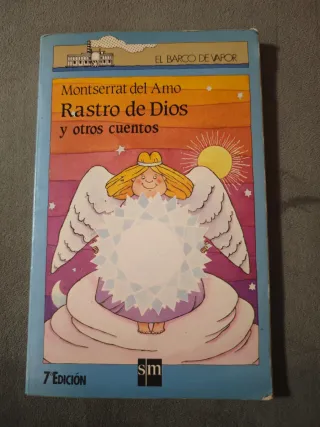 EL BARCO DE VAPOR
Montserrat del Amo
Rastro de Dios
y otros cuentos
7ª EDICIÓN
sm